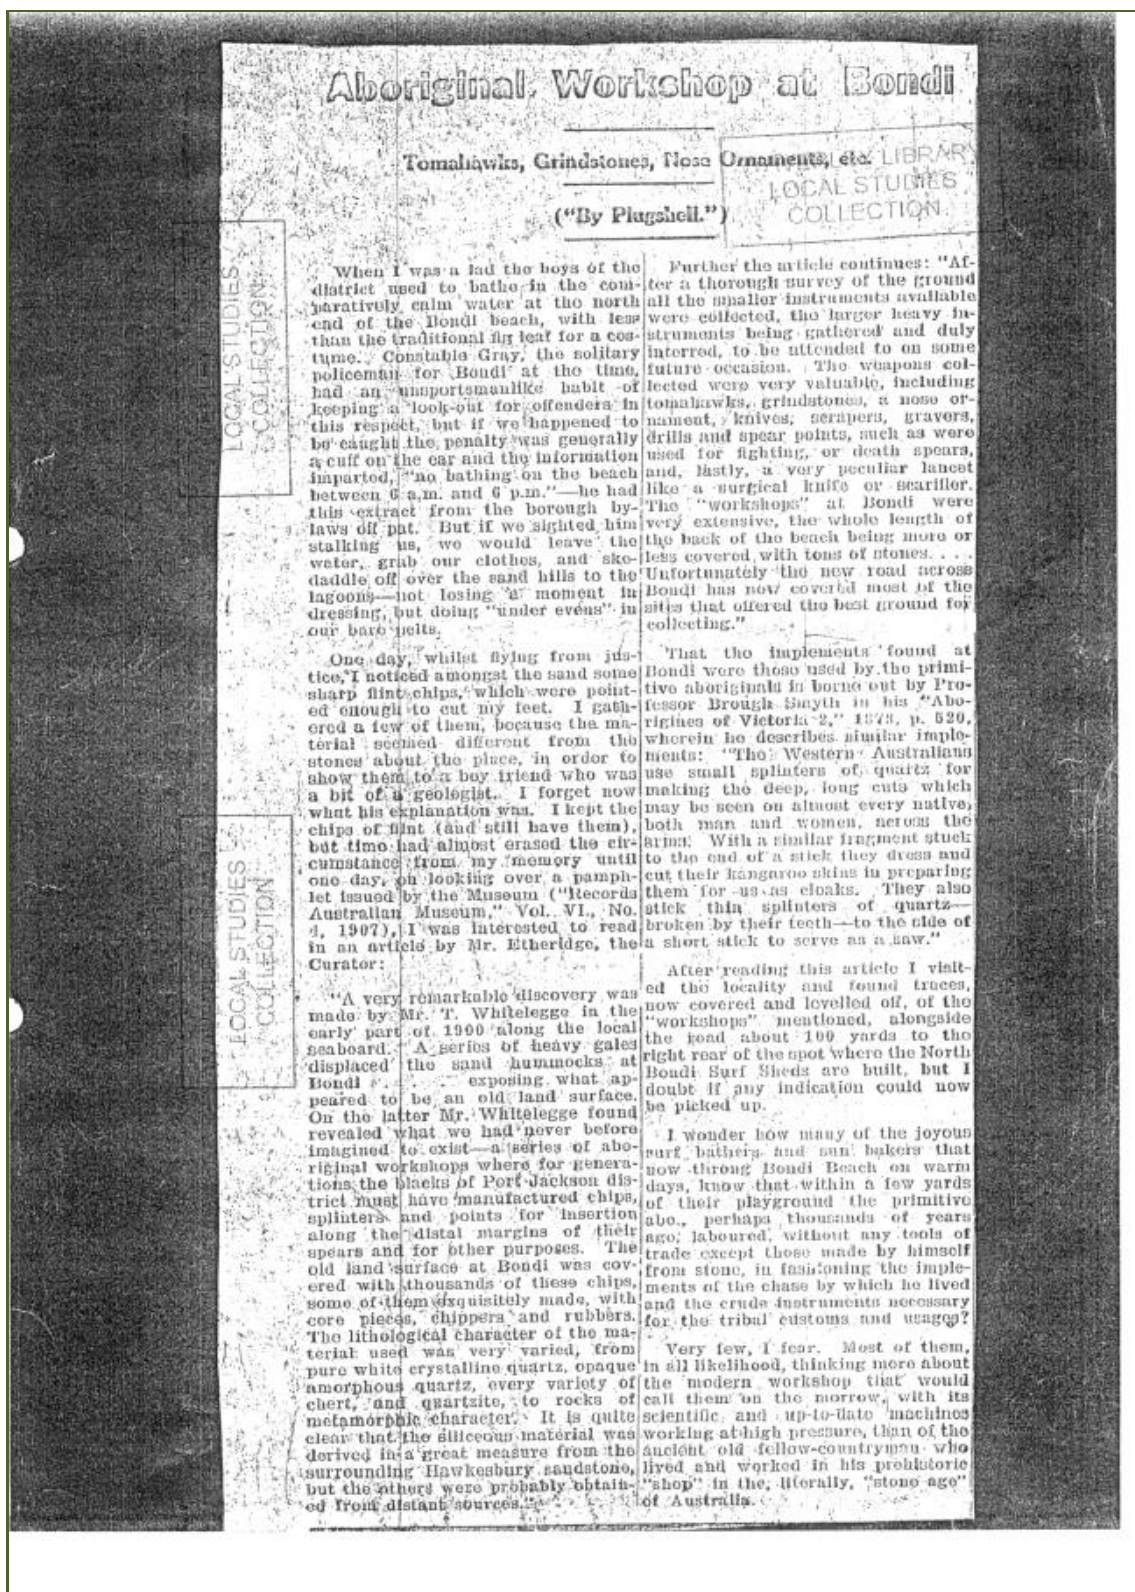 Aboriginal Workshop at Bondi
Tomahawks, Grindstones, Nose Ornaments, etc.
("By Plugshell.")
LIBRARY
LOCAL STUDIES
COLLECTION
LOCAL STUDIES
COLLECTION
LOCAL STUDIES
COLLECTION
When I was a lad the boys of the
district used to bathe in the com-
paratively calm water at the north
end of the Bondi beach, with less
than the traditional fig leaf for a cos-
tume. Constable Gray, the solitary
policeman for Bondi at the time,
had an unsportsmanlike habit of
keeping a look-out for offenders in
this respect, but if we happened to
be caught the penalty was generally
a cuff on the ear and the information
imparted, "no bathing on the beach
between 6 a.m. and 6 p.m."—he had
this extract from the borough by-
laws off pat. But if we sighted him
stalking us, we would leave the
water, grab our clothes, and ske-
daddle off over the sand hills to the
lagoons—not losing a moment in
dressing, but doing "under evens" in
our bare pelts.
One day, whilst flying from jus-
tice, I noticed amongst the sand some
sharp flint chips, which were point-
ed enough to cut my feet. I gath-
ered a few of them, because the ma-
terial seemed different from the
stones about the place, in order to
show them to a boy friend who was
a bit of a geologist. I forget now
what his explanation was. I kept the
chips of flint (and still have them),
but time had almost erased the cir-
cumstance from my memory until
one day, on looking over a pamph-
let issued by the Museum ("Records
Australian Museum," Vol. VI., No.
4, 1907), I was interested to read
in an article by Mr. Etheridge, the
Curator:
"A very remarkable discovery was
made by Mr. T. Whitelegge in the
early part of 1900 along the local
seaboard. A series of heavy gales
displaced the sand hummocks at
Bondi . . . . exposing what ap-
peared to be an old land surface.
On the latter Mr. Whitelegge found
revealed what we had never before
imagined to exist—a series of abo-
riginal workshops where for genera-
tions the blacks of Port Jackson dis-
trict must have manufactured chips,
splinters and points for insertion
along the distal margins of their
spears and for other purposes. The
old land surface at Bondi was cov-
ered with thousands of these chips,
some of them exquisitely made, with
core pieces, chippers and rubbers.
The lithological character of the ma-
terial used was very varied, from
pure white crystalline quartz, opaque
amorphous quartz, every variety of
chert, and quartzite, to rocks of
metamorphic character. It is quite
clear that the siliceous material was
derived in a great measure from the
surrounding Hawkesbury sandstone,
but the others were probably obtain-
ed from distant sources."
Further the article continues: "Af-
ter a thorough survey of the ground
all the smaller instruments available
were collected, the larger heavy in-
struments being gathered and duly
interred, to be attended to on some
future occasion. The weapons col-
lected were very valuable, including
tomahawks, grindstones, a nose or-
nament, knives, scrapers, gravers,
drills and spear points, such as were
used for fighting, or death spears,
and, lastly, a very peculiar lancet
like a surgical knife or scarifier.
The "workshops" at Bondi were
very extensive, the whole length of
the back of the beach being more or
less covered with tons of stones. . . .
Unfortunately the new road across
Bondi has now covered most of the
sites that offered the best ground for
collecting."
That the implements found at
Bondi were those used by the primi-
tive aboriginals is borne out by Pro-
fessor Brough Smyth in his "Abo-
rigines of Victoria 2," 1878, p. 520,
wherein he describes similar imple-
ments: "The Western Australians
use small splinters of quartz for
making the deep, long cuts which
may be seen on almost every native,
both man and women, across the
arms. With a similar fragment stuck
to the end of a stick they dress and
cut their kangaroo skins in preparing
them for us as cloaks. They also
stick thin splinters of quartz—
broken by their teeth—to the side of
a short stick to serve as a saw."
After reading this article I visit-
ed the locality and found traces,
now covered and levelled off, of the
"workshops" mentioned, alongside
the road about 100 yards to the
right rear of the spot where the North
Bondi Surf Sheds are built, but I
doubt if any indication could now
be picked up.
I wonder how many of the joyous
surf bathers and sun bakers that
now throng Bondi Beach on warm
days, know that within a few yards
of their playground the primitive
abo., perhaps thousands of years
ago, laboured, without any tools of
trade except those made by himself
from stone, in fashioning the imple-
ments of the chase by which he lived
and the crude instruments necessary
for the tribal customs and usages?
Very few, I fear. Most of them,
in all likelihood, thinking more about
the modern workshop that would
call them on the morrow, with its
scientific and up-to-date machines
working at high pressure, than of the
ancient old fellow-countryman who
lived and worked in his prehistoric
"shop" in the, literally, "stone age"
of Australia.